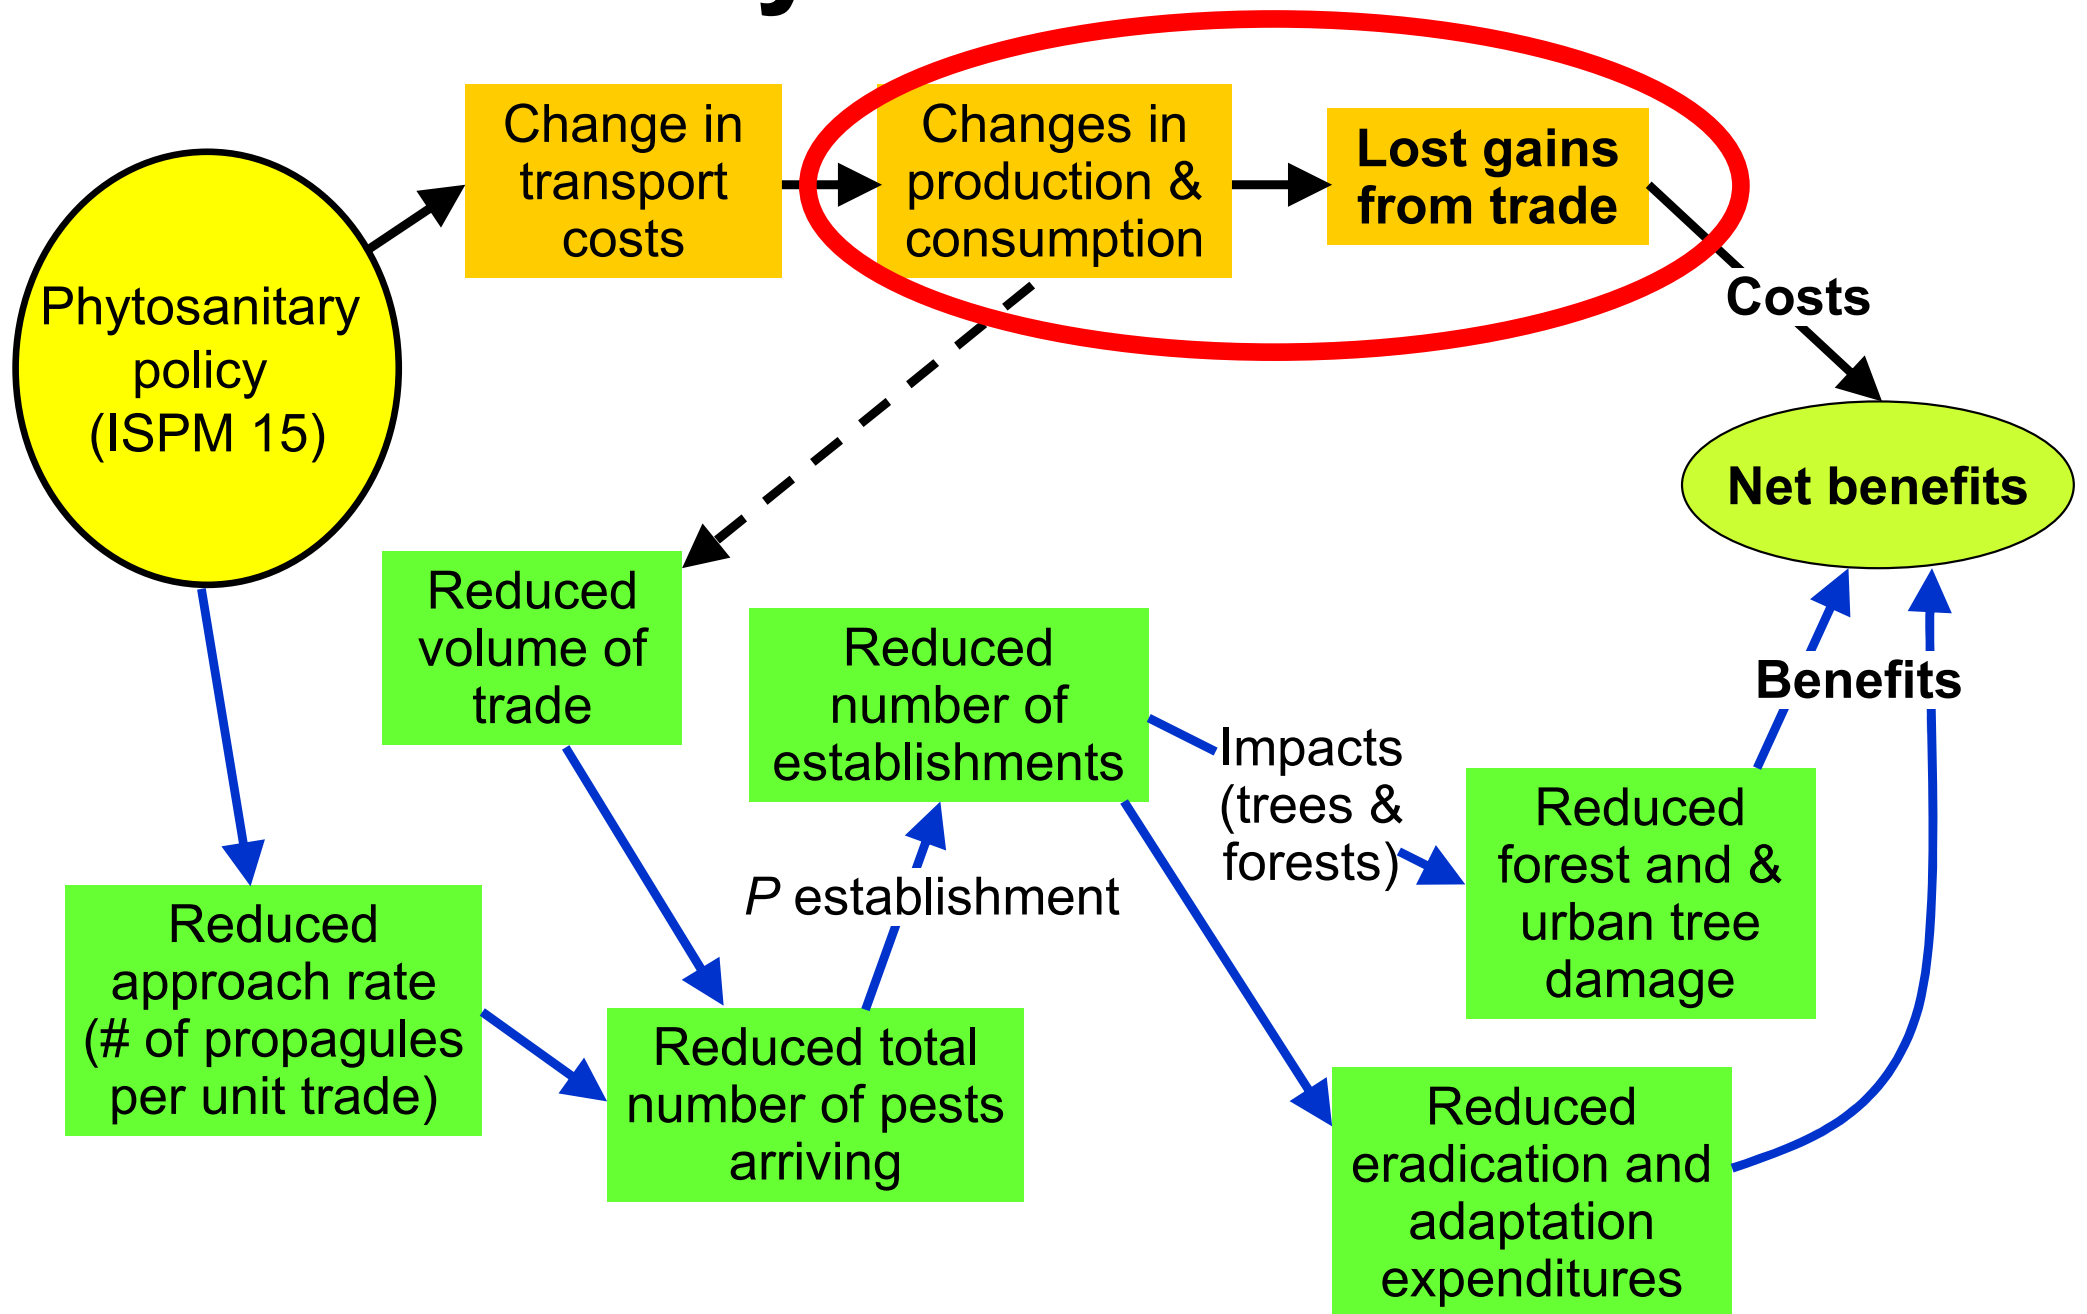 Change in
transport
costs
Changes in
production &
consumption
Lost gains
from trade
Phytosanitary
policy
(ISPM 15)
Costs
Net benefits
Reduced
volume of
trade
Reduced
number of
establishments
Benefits
Impacts
(trees &
forests)
Reduced
forest and &
urban tree
damage
P establishment
Reduced
approach rate
(# of propagules
per unit trade)
Reduced total
number of pests
arriving
Reduced
eradication and
adaptation
expenditures